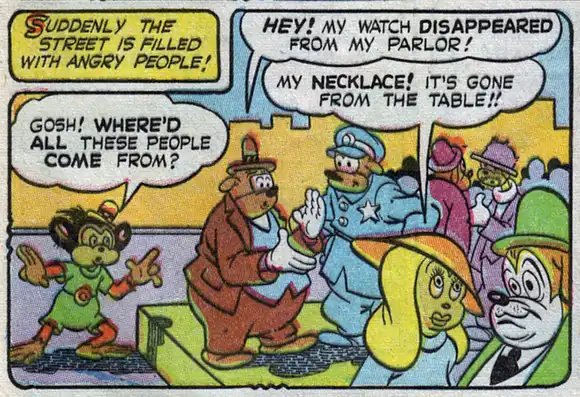 SUDDENLY THE
STREET IS FILLED
WITH ANGRY PEOPLE!
HEY! MY WATCH DISAPPEARED
FROM MY PARLOR!
MY NECKLACE! IT'S GONE
FROM THE TABLE!!
GOSH! WHERE'D
ALL THESE PEOPLE
COME FROM?